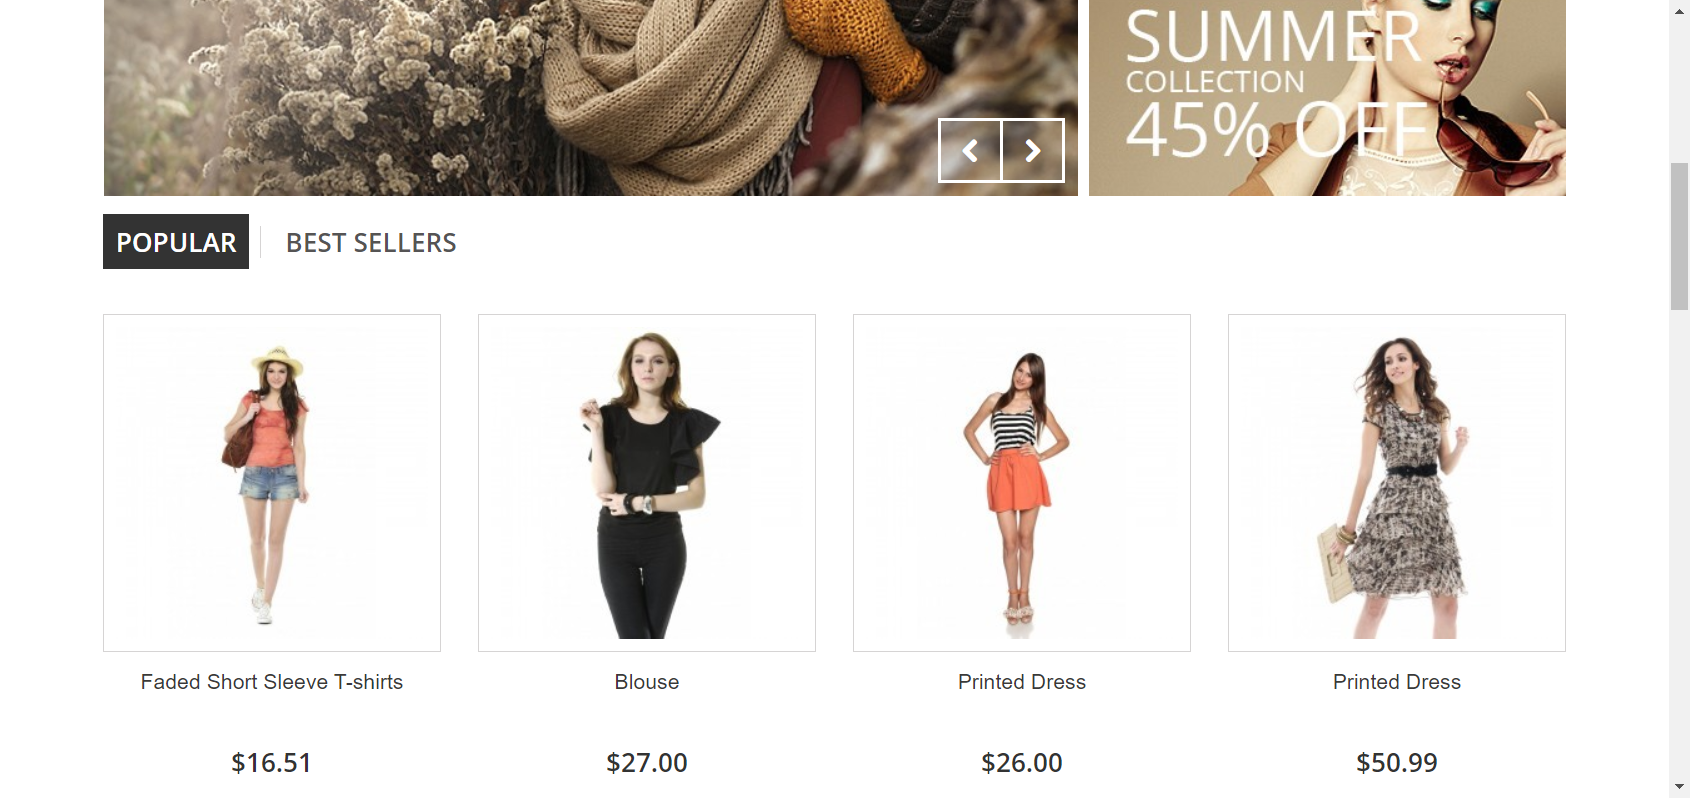 SUMMER
COLLECTION
45% OFF
POPULAR
BEST SELLERS
Faded Short Sleeve T-shirts
Blouse
Printed Dress
Printed Dress
$16.51
$27.00
$26.00
$50.99